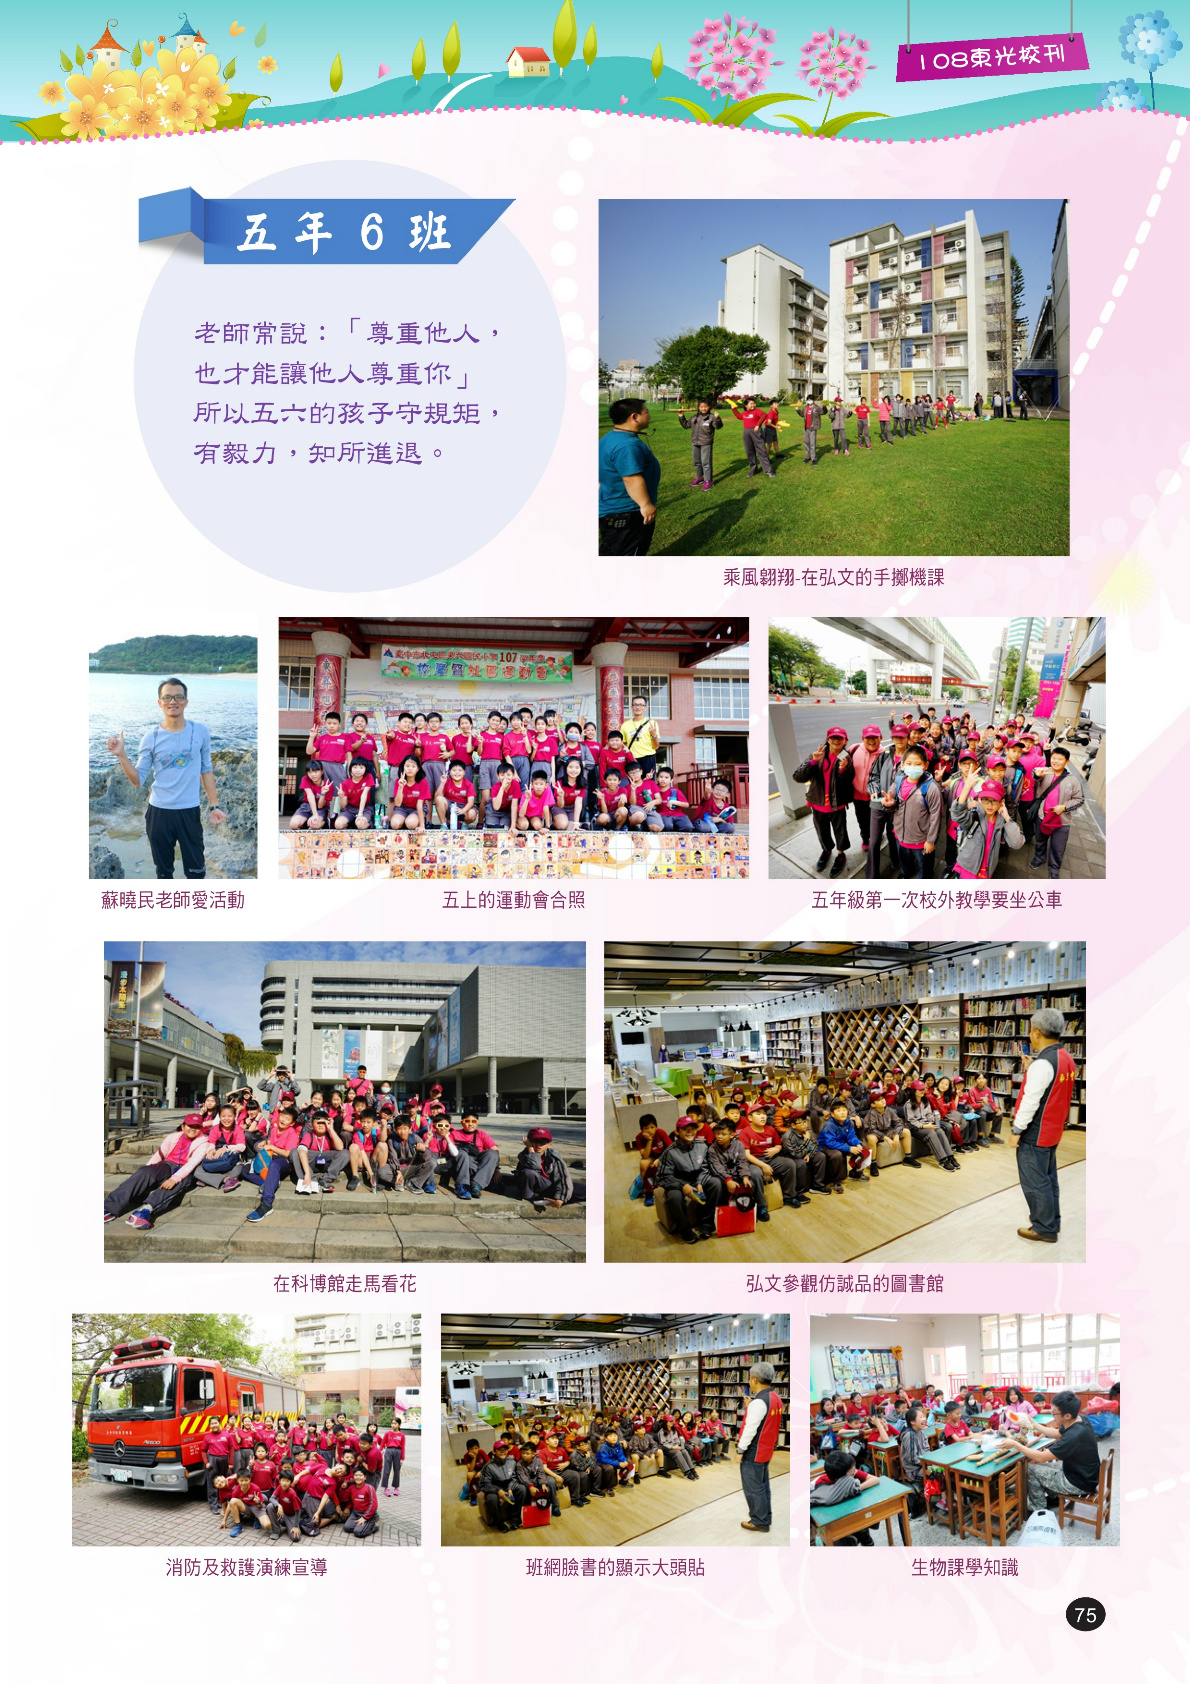 108東光校刊
五年6班
老師常說：「尊重他人，
也才能讓他人尊重你」
所以五六的孩子守規矩，
有毅力，知所進退。
乘風翱翔-在弘文的手擲機課
蘇曉民老師愛活動
五上的運動會合照
五年級第一次校外教學要坐公車
在科博館走馬看花
弘文參觀仿誠品的圖書館
消防及救護演練宣導
班網臉書的顯示大頭貼
生物課學知識
75